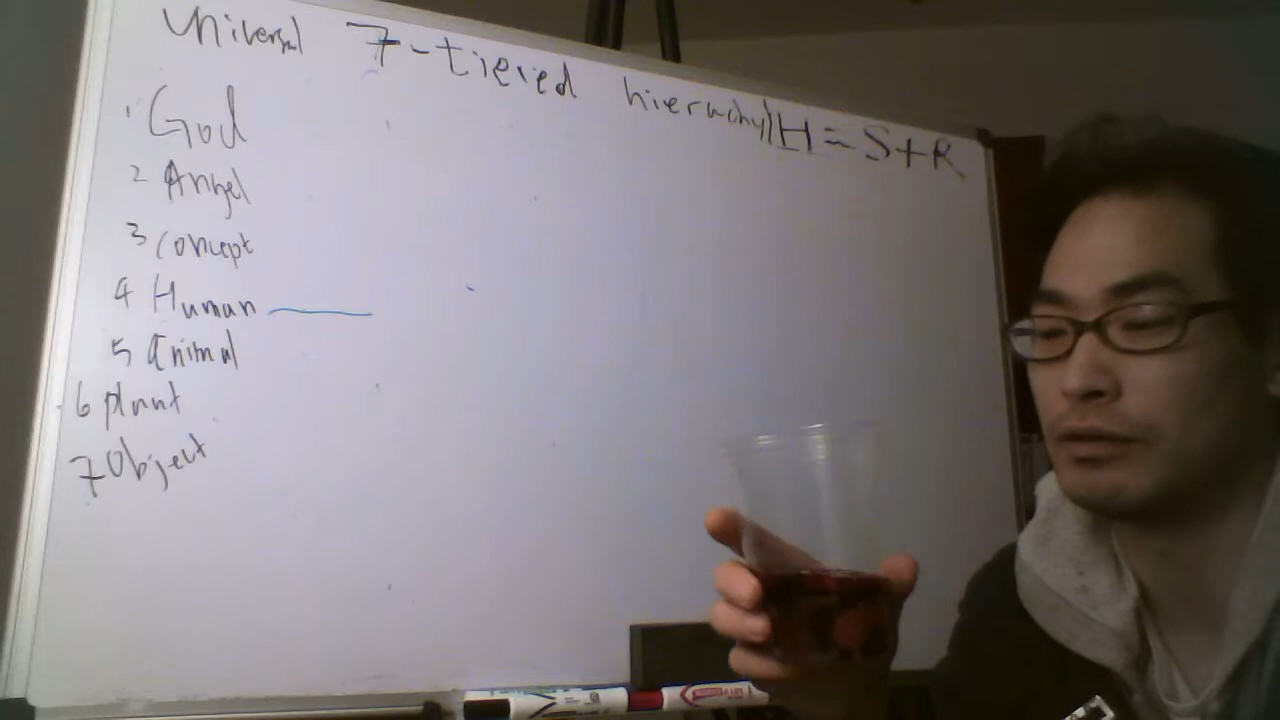 Universal 7-tiered hierarchy H = S+R
1 God
2 Angel
3 concept
4 Human
5 animal
6 plant
7 Object